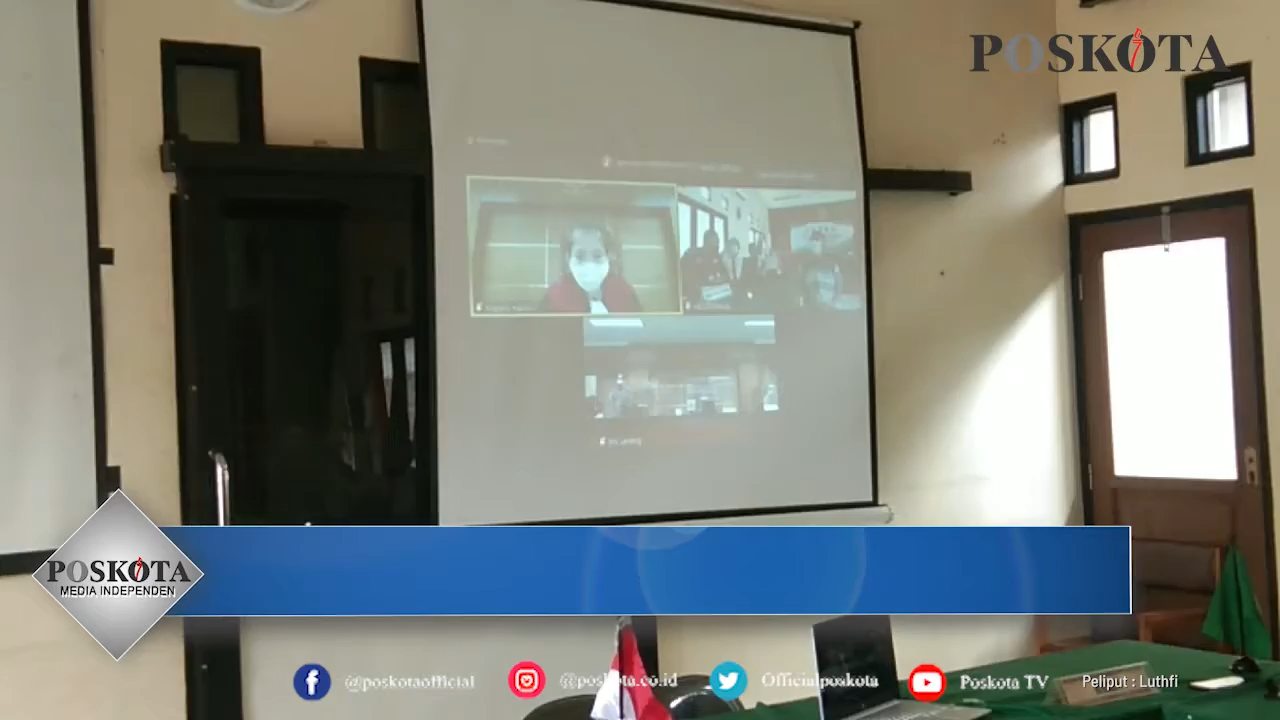 POSKOTA
POSKOTA
MEDIA INDEPENDEN
@poskotaofficial
@poskota.co.id
Officialposkota
Poskota TV
Peliput : Luthfi